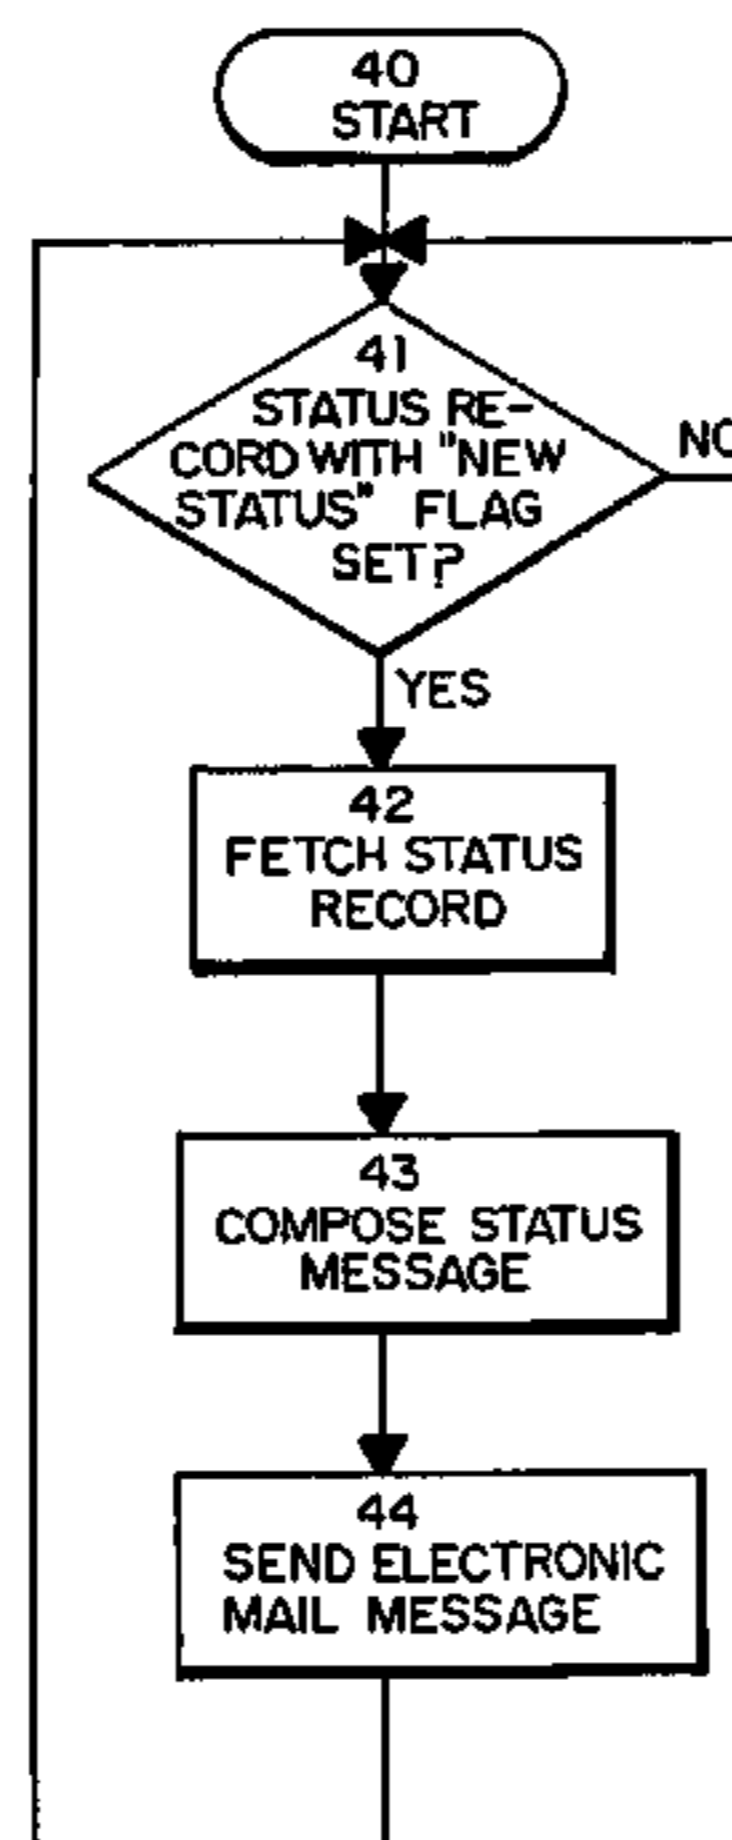 40
START
41
STATUS RE-
CORD WITH "NEW
STATUS" FLAG
SET?
YES
42
FETCH STATUS
RECORD
43
COMPOSE STATUS
MESSAGE
44
SEND ELECTRONIC
MAIL MESSAGE